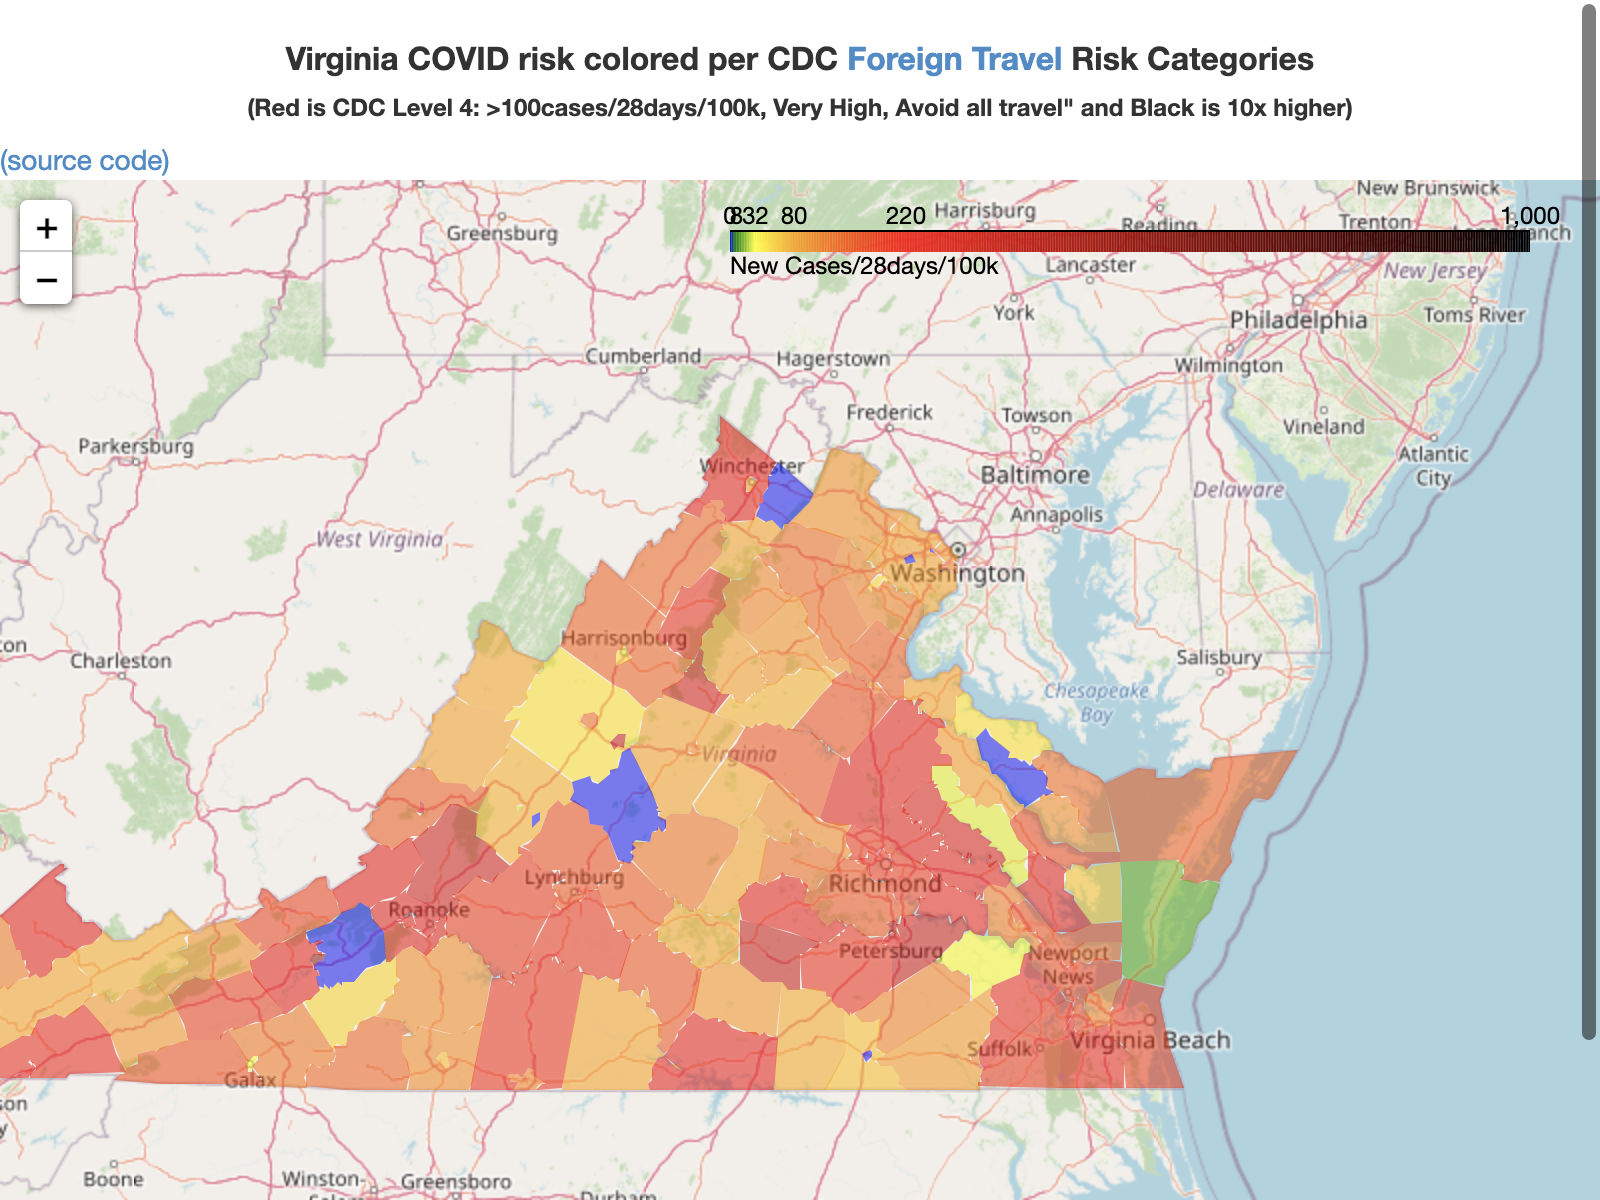 Virginia COVID risk colored per CDC Foreign Travel Risk Categories
(Red is CDC Level 4: >100cases/28days/100k, Very High, Avoid all travel" and Black is 10x higher)
(source code)
+
−
New Brunswick
0 8 32 80 220 1,000
Greensburg
Harrisburg
Reading
Trenton
Long Branch
New Cases/28days/100k
Lancaster
New Jersey
York
Philadelphia
Toms River
Cumberland
Hagerstown
Wilmington
Frederick
Towson
Vineland
Parkersburg
Winchester
Baltimore
Atlantic
City
Delaware
Annapolis
West Virginia
Washington
Harrisonburg
Charleston
Salisbury
Chesapeake
Bay
Virginia
Lynchburg
Richmond
Roanoke
Petersburg
Newport
News
Suffolk
Virginia Beach
Galax
son
y
Boone
Winston-
Salem
Greensboro
Durham